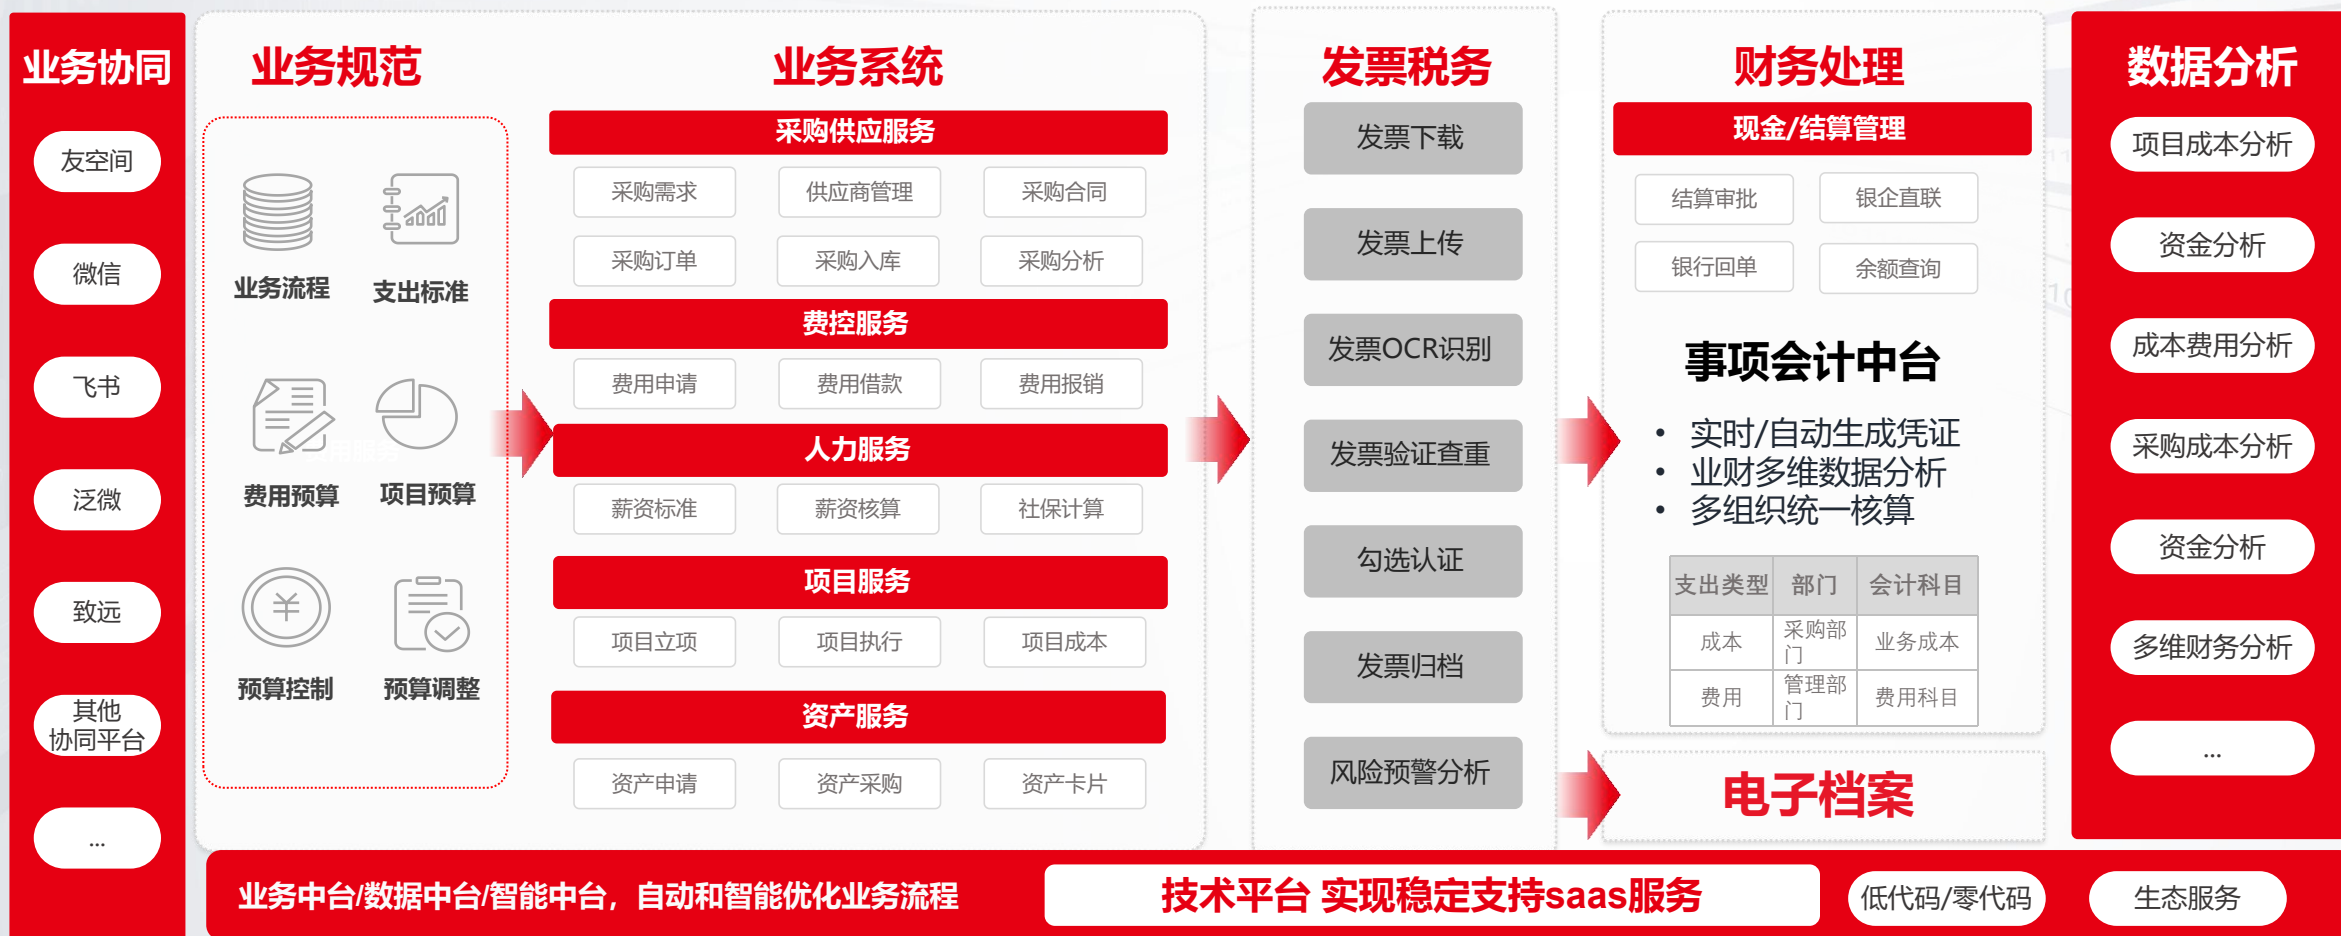 业务协同
友空间
微信
飞书
泛微
致远
其他
协同平台
...
业务规范
业务流程
支出标准
费用服务
费用预算
项目预算
预算控制
预算调整
业务系统
采购供应服务
采购需求
供应商管理
采购合同
采购订单
采购入库
采购分析
费控服务
费用申请
费用借款
费用报销
人力服务
薪资标准
薪资核算
社保计算
项目服务
项目立项
项目执行
项目成本
资产服务
资产申请
资产采购
资产卡片
发票税务
发票下载
发票上传
发票OCR识别
发票验证查重
勾选认证
发票归档
风险预警分析
财务处理
现金/结算管理
结算审批
银企直联
银行回单
余额查询
事项会计中台
• 实时/自动生成凭证
• 业财多维数据分析
• 多组织统一核算
支出类型 部门 会计科目
成本 采购部门 业务成本
费用 管理部门 费用科目
电子档案
数据分析
项目成本分析
资金分析
成本费用分析
采购成本分析
资金分析
多维财务分析
...
业务中台/数据中台/智能中台，自动和智能优化业务流程
技术平台 实现稳定支持saas服务
低代码/零代码
生态服务